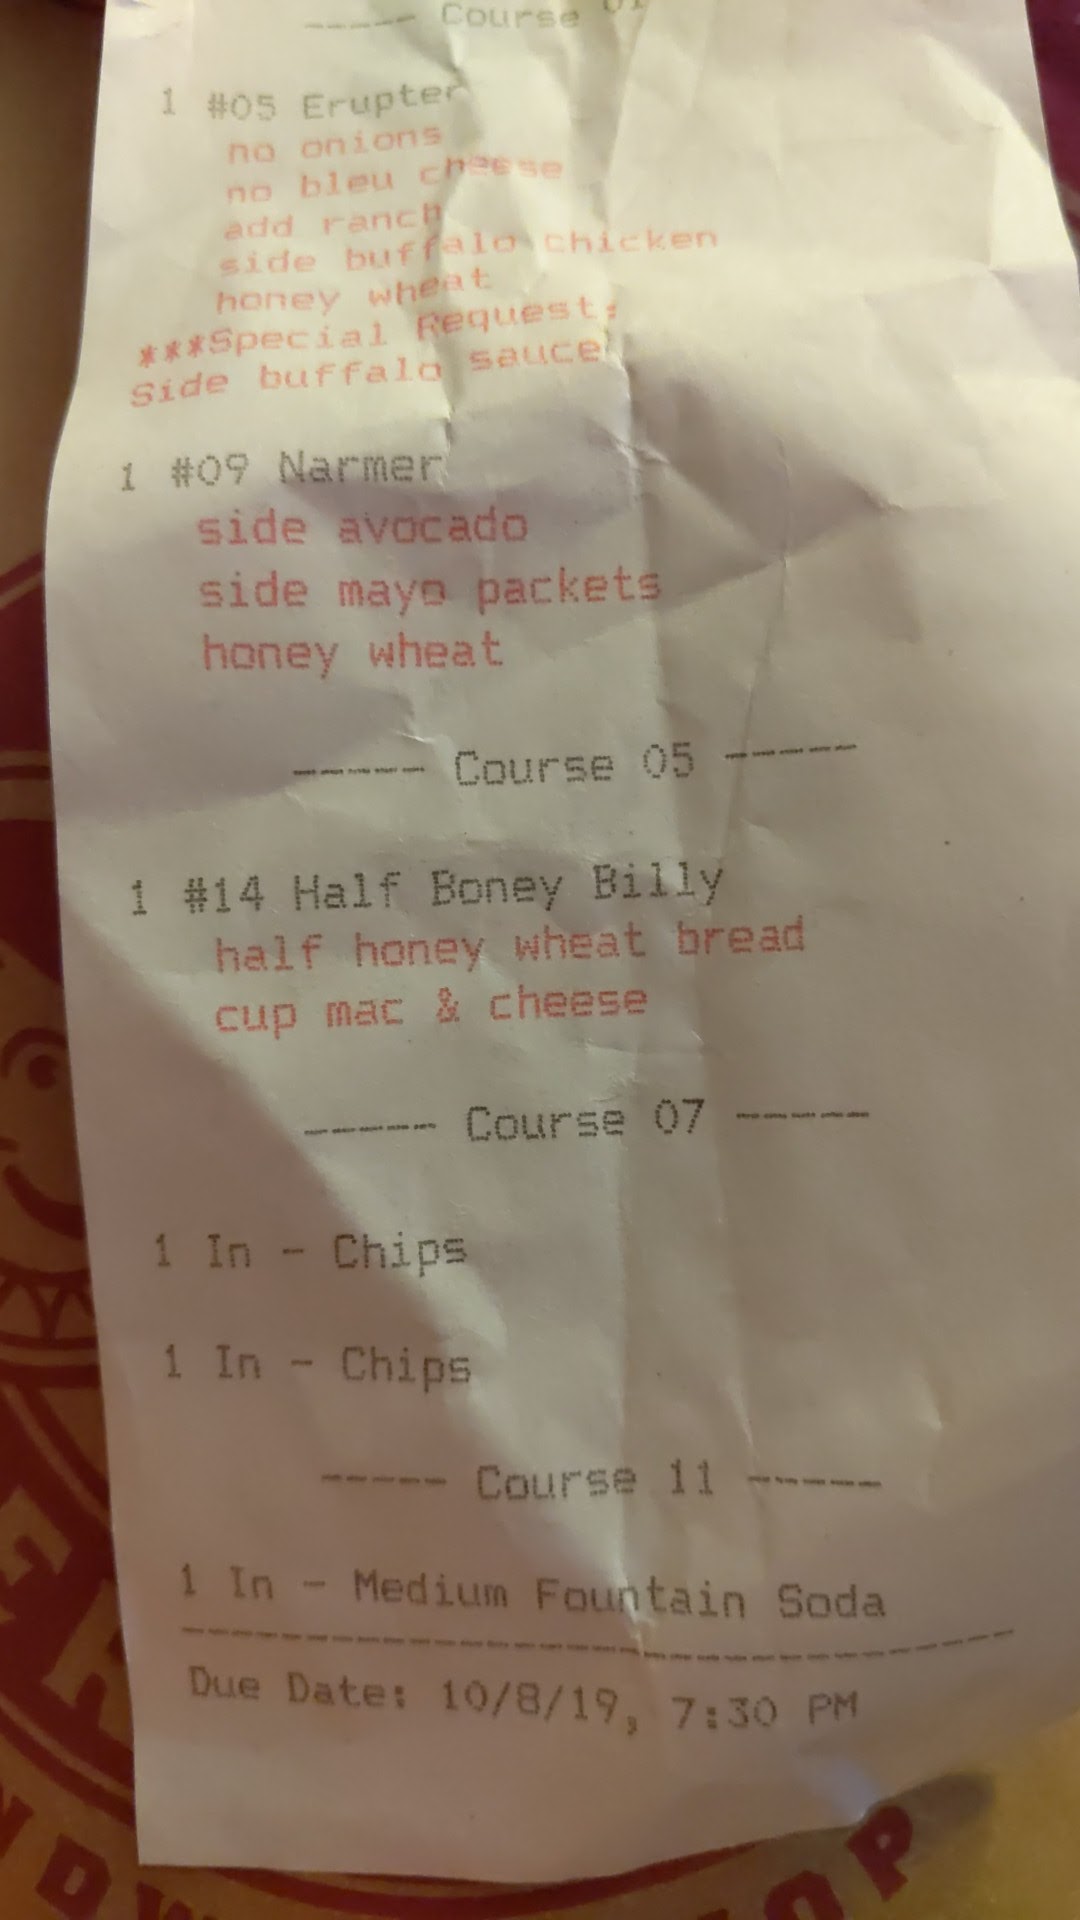 ----- Course 01
1 #05 Erupter
no onions
no bleu cheese
add ranch
side buffalo chicken
honey wheat
***Special Request:
Side buffalo sauce
1 #09 Narmer
side avocado
side mayo packets
honey wheat
----- Course 05 -----
1 #14 Half Boney Billy
half honey wheat bread
cup mac & cheese
----- Course 07 -----
1 In - Chips
1 In - Chips
----- Course 11 -----
1 In - Medium Fountain Soda
Due Date: 10/8/19, 7:30 PM